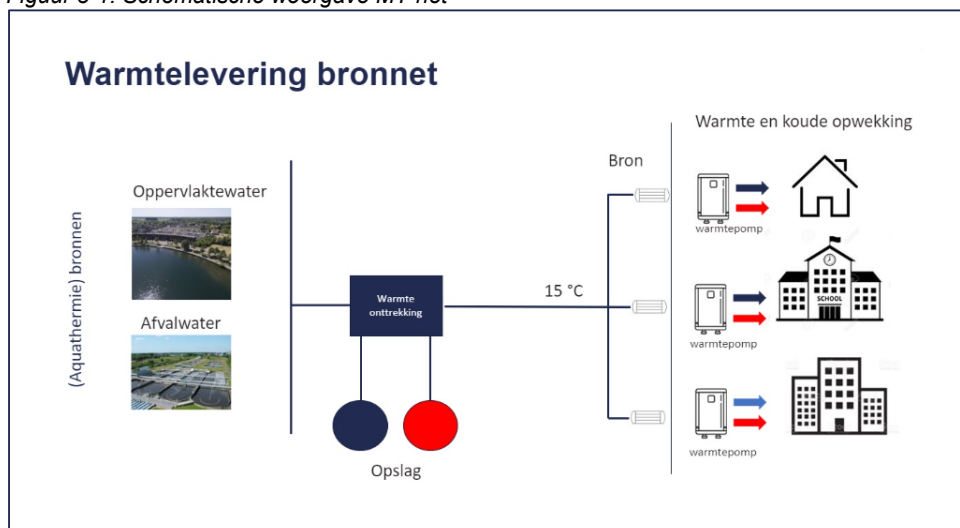 Figuur 3-1: Schematische weergave MT-net
Warmtelevering bronnet
(Aquathermie) bronnen
Oppervlaktewater
Afvalwater
Warmte
onttrekking
Opslag
15 °C
Bron
Warmte en koude opwekking
warmtepomp
SCHOOL
warmtepomp
warmtepomp